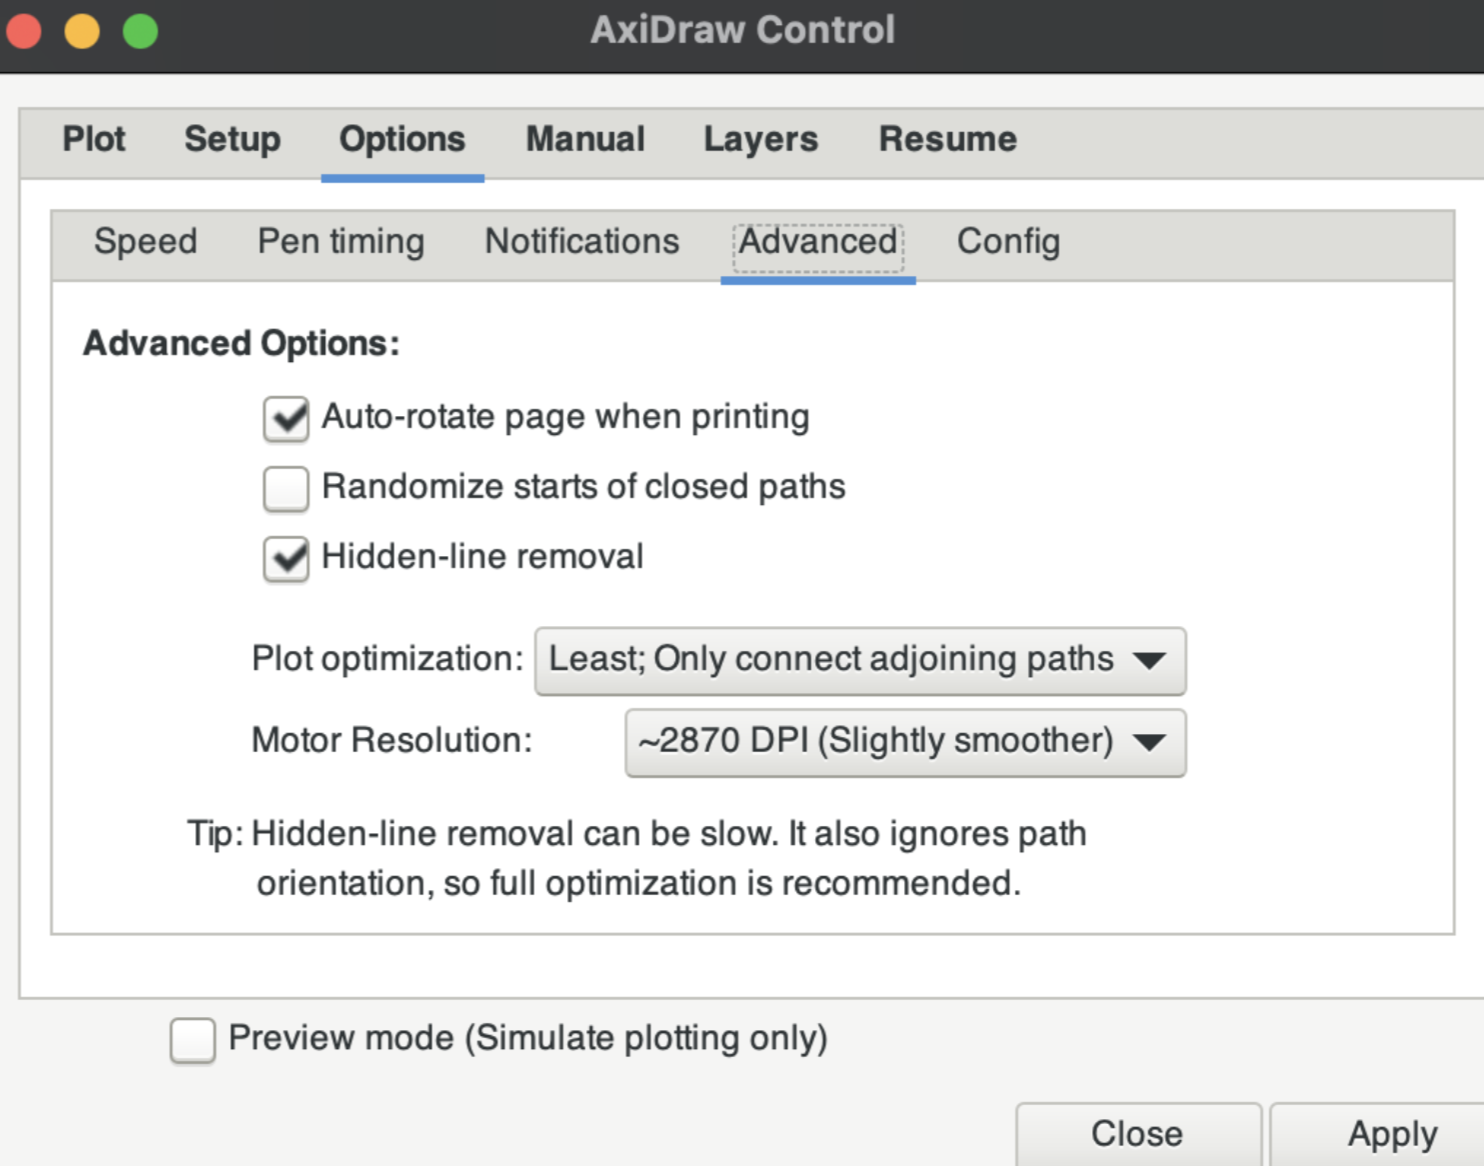 AxiDraw Control
Plot Setup Options Manual Layers Resume
Speed Pen timing Notifications Advanced Config
Advanced Options:
Auto-rotate page when printing
Randomize starts of closed paths
Hidden-line removal
Plot optimization: Least; Only connect adjoining paths
Motor Resolution: ~2870 DPI (Slightly smoother)
Tip: Hidden-line removal can be slow. It also ignores path
orientation, so full optimization is recommended.
Preview mode (Simulate plotting only)
Close Apply